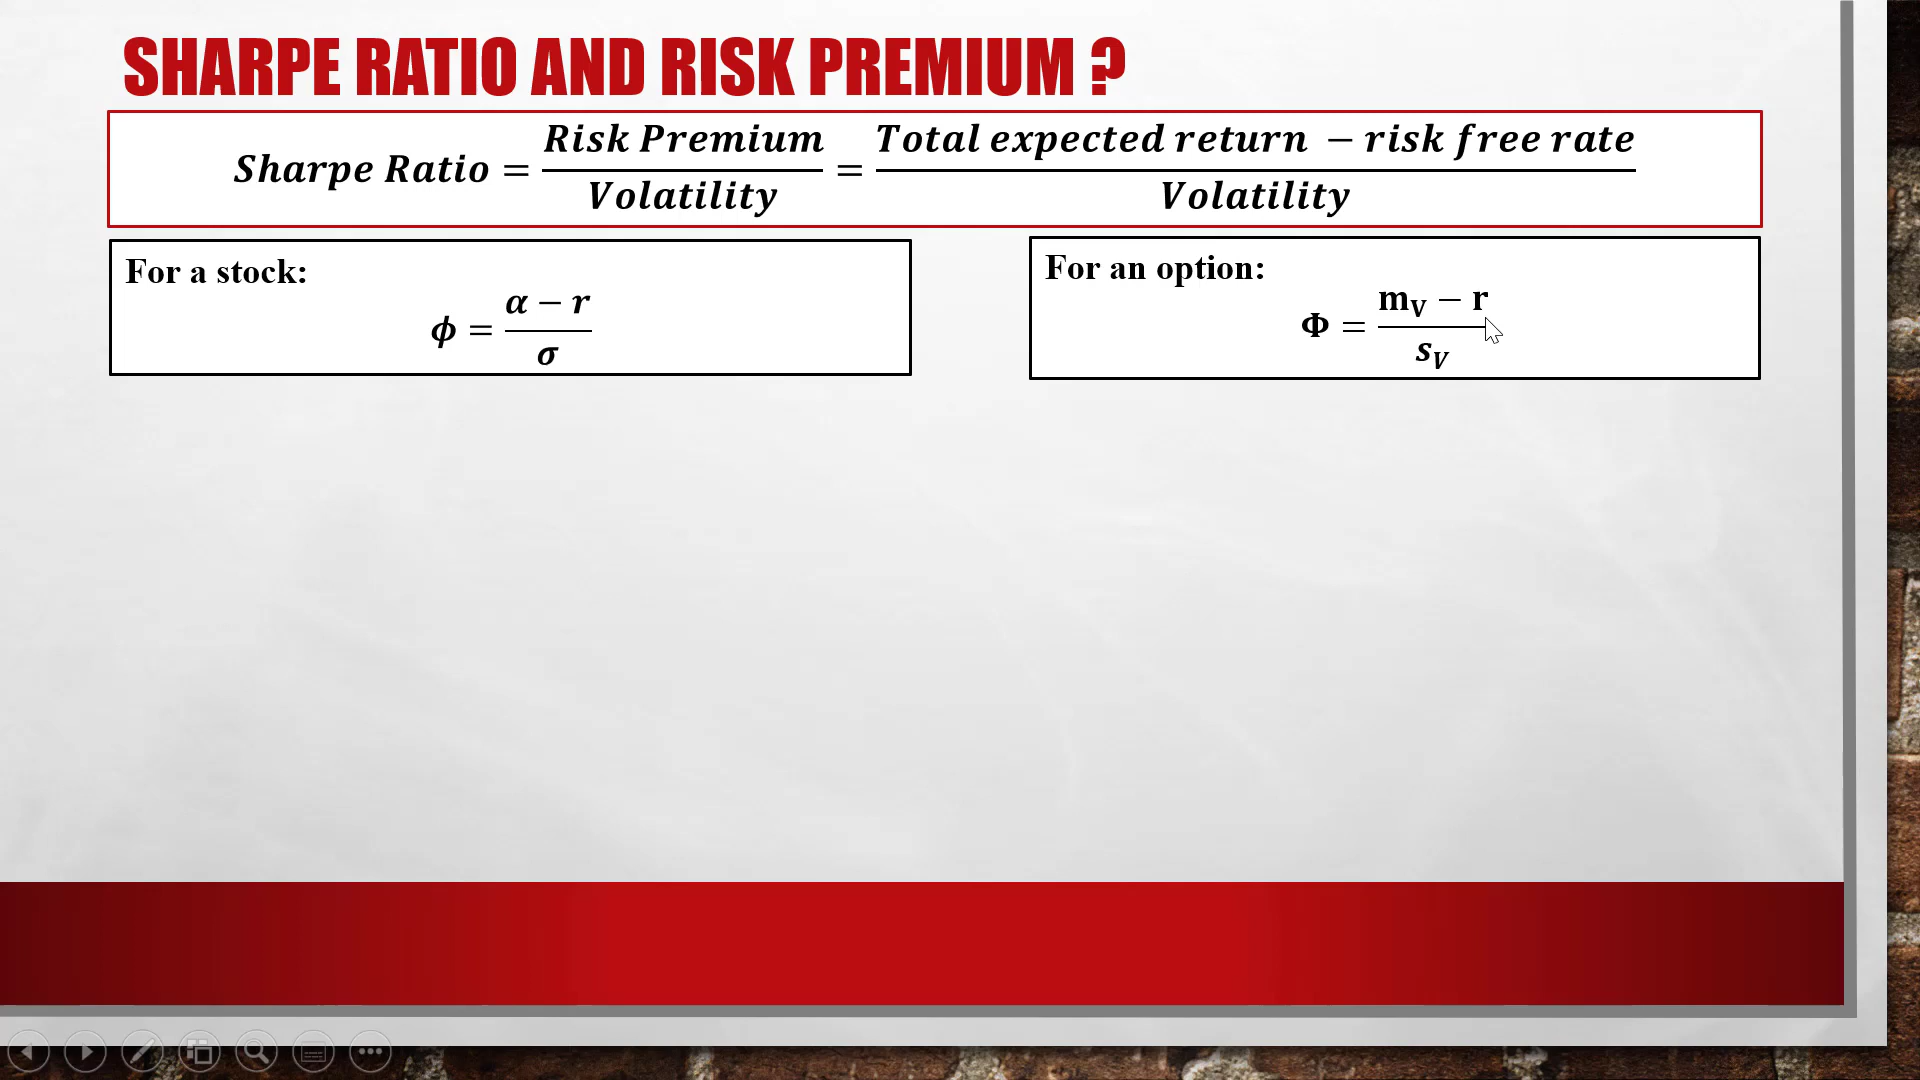 SHARPE RATIO AND RISK PREMIUM ?
Sharpe Ratio = Risk Premium / Volatility = Total expected return − risk free rate / Volatility
For a stock:
ϕ = α − r / σ
For an option:
Φ = m_V − r / s_V